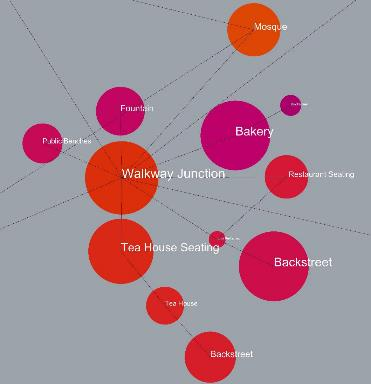 Mosque
Fountain
Bakery
Public Benches
Walkway Junction
Restaurant Seating
Tea House Seating
Backstreet
Tea House
Backstreet